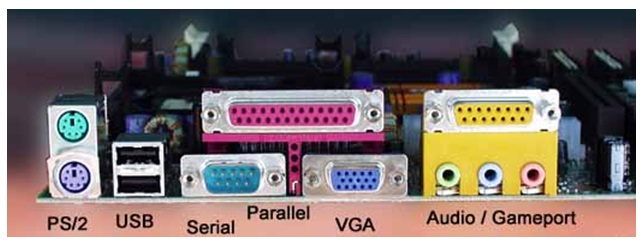 PS/2
USB
Serial
Parallel
VGA
Audio / Gameport